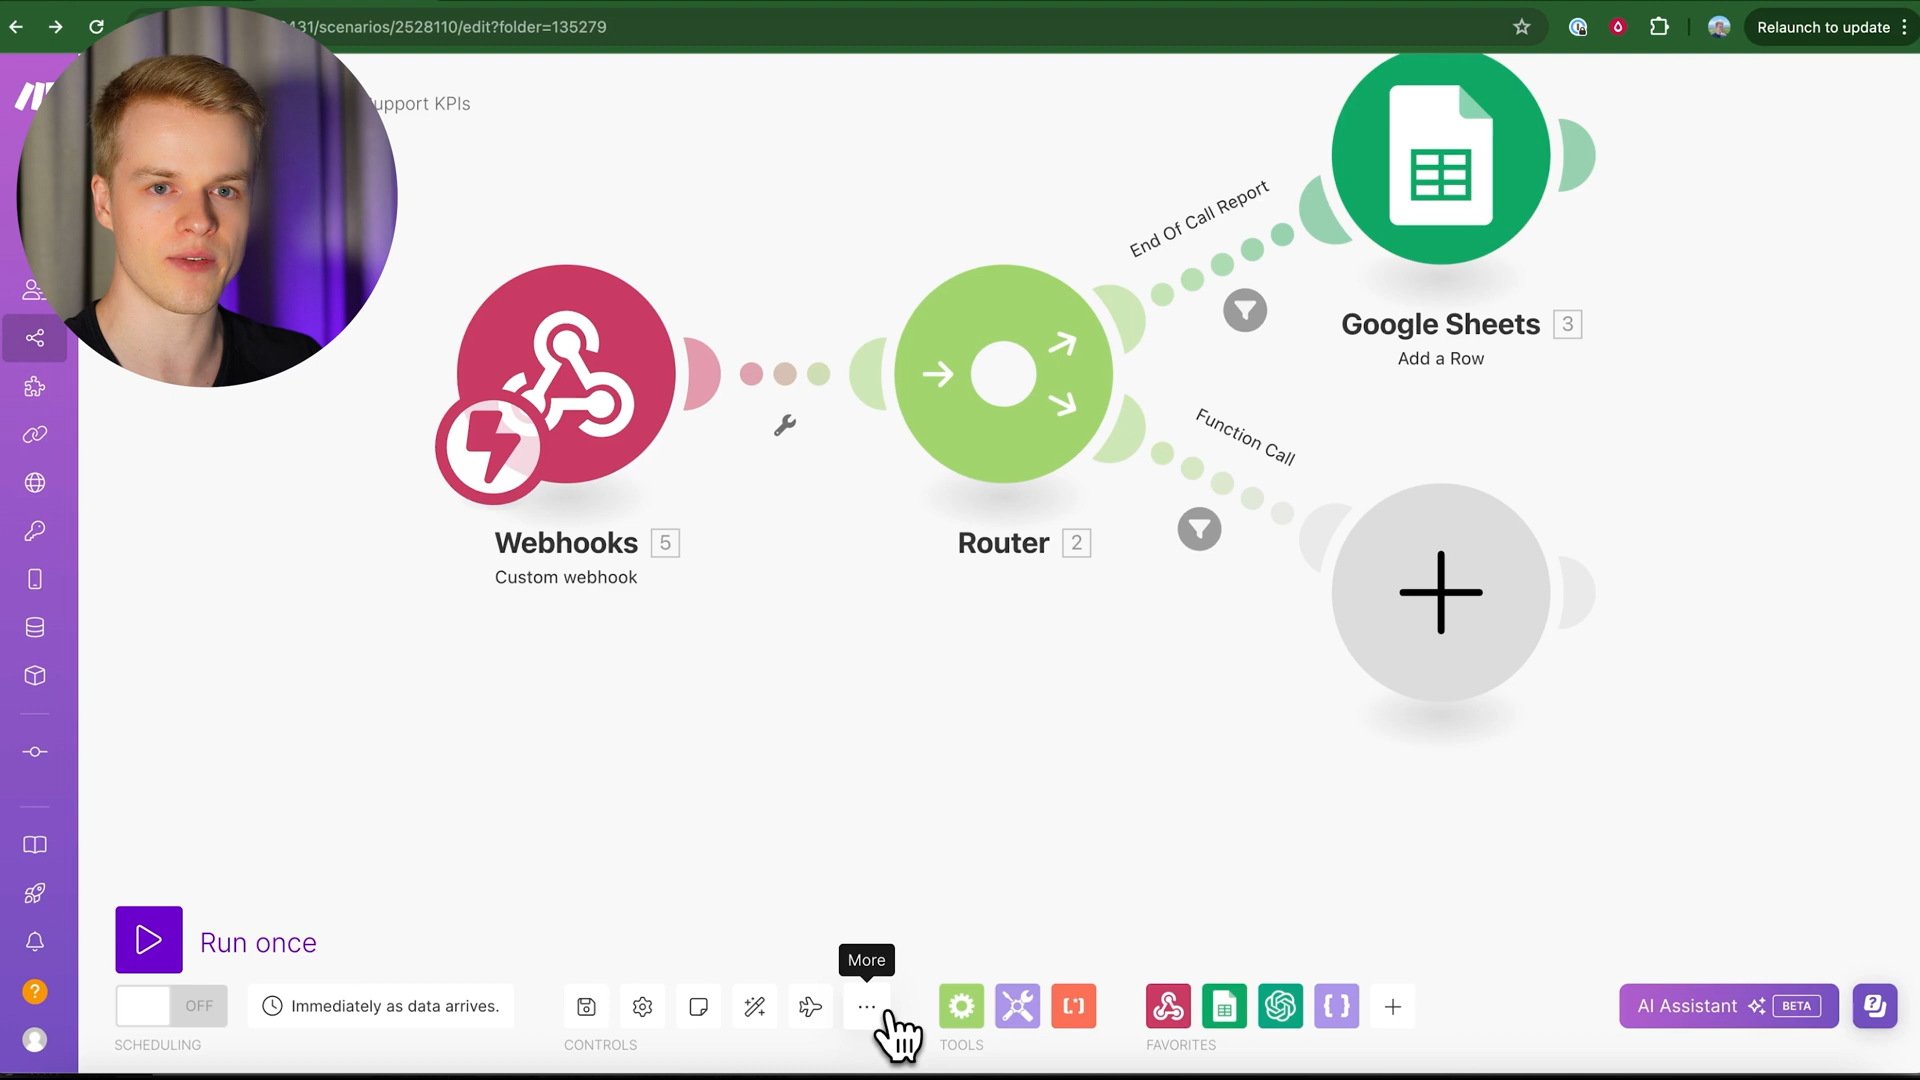 31/scenarios/2528110/edit?folder=135279
Relaunch to update
upport KPIs
End Of Call Report
Google Sheets 3
Add a Row
Function Call
Webhooks 5
Custom webhook
Router 2
Run once
More
OFF
Immediately as data arrives.
SCHEDULING
CONTROLS
TOOLS
FAVORITES
AI Assistant BETA